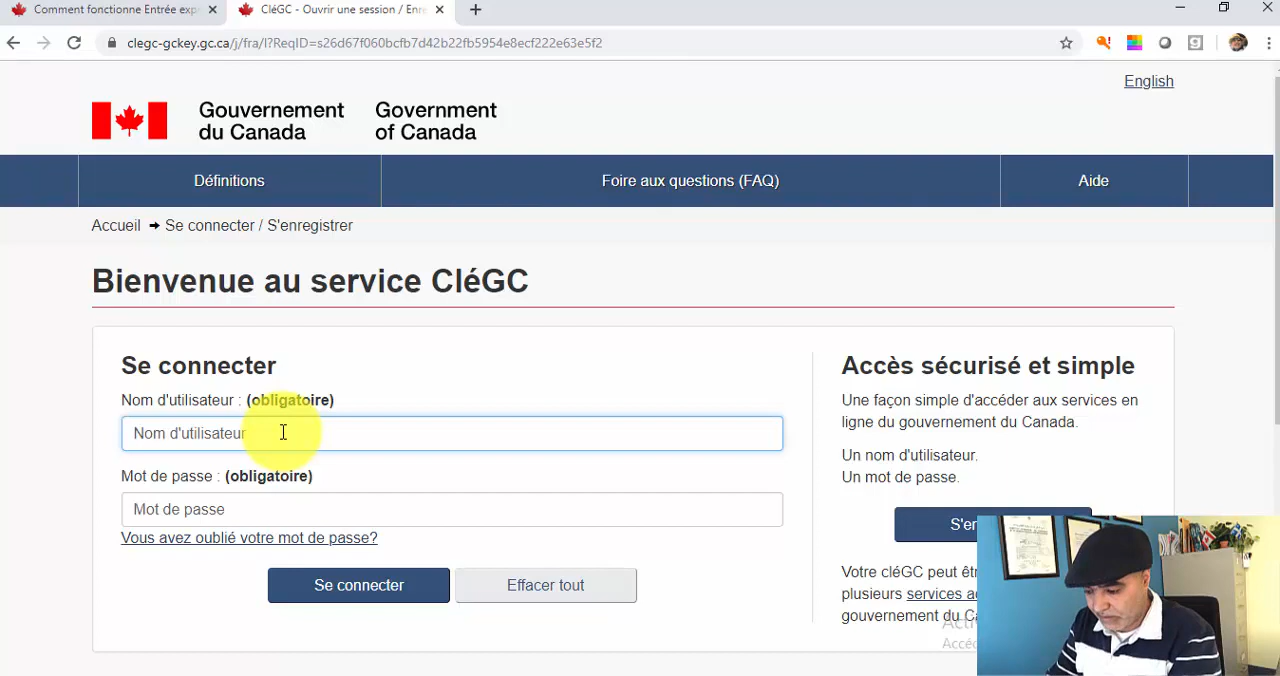 Comment fonctionne Entrée exp
CléGC - Ouvrir une session / Enre
clegc-gckey.gc.ca/j/fra/l?ReqID=s26d67f060bcfb7d42b22fb5954e8ecf222e63e5f2
English
Gouvernement du Canada
Government of Canada
Définitions
Foire aux questions (FAQ)
Aide
Accueil ➞ Se connecter / S'enregistrer
Bienvenue au service CléGC
Se connecter
Nom d'utilisateur : (obligatoire)
Nom d'utilisateur
Mot de passe : (obligatoire)
Mot de passe
Vous avez oublié votre mot de passe?
Se connecter
Effacer tout
Accès sécurisé et simple
Une façon simple d'accéder aux services en
ligne du gouvernement du Canada.
Un nom d'utilisateur.
Un mot de passe.
Votre cléGC peut
plusieurs services
gouvernement du